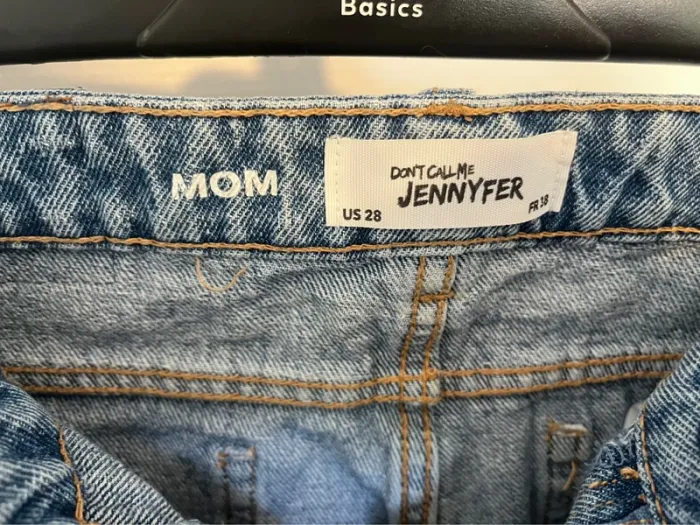 Basics
MOM
DON'T CALL ME
JENNYFER
US 28
FR 38